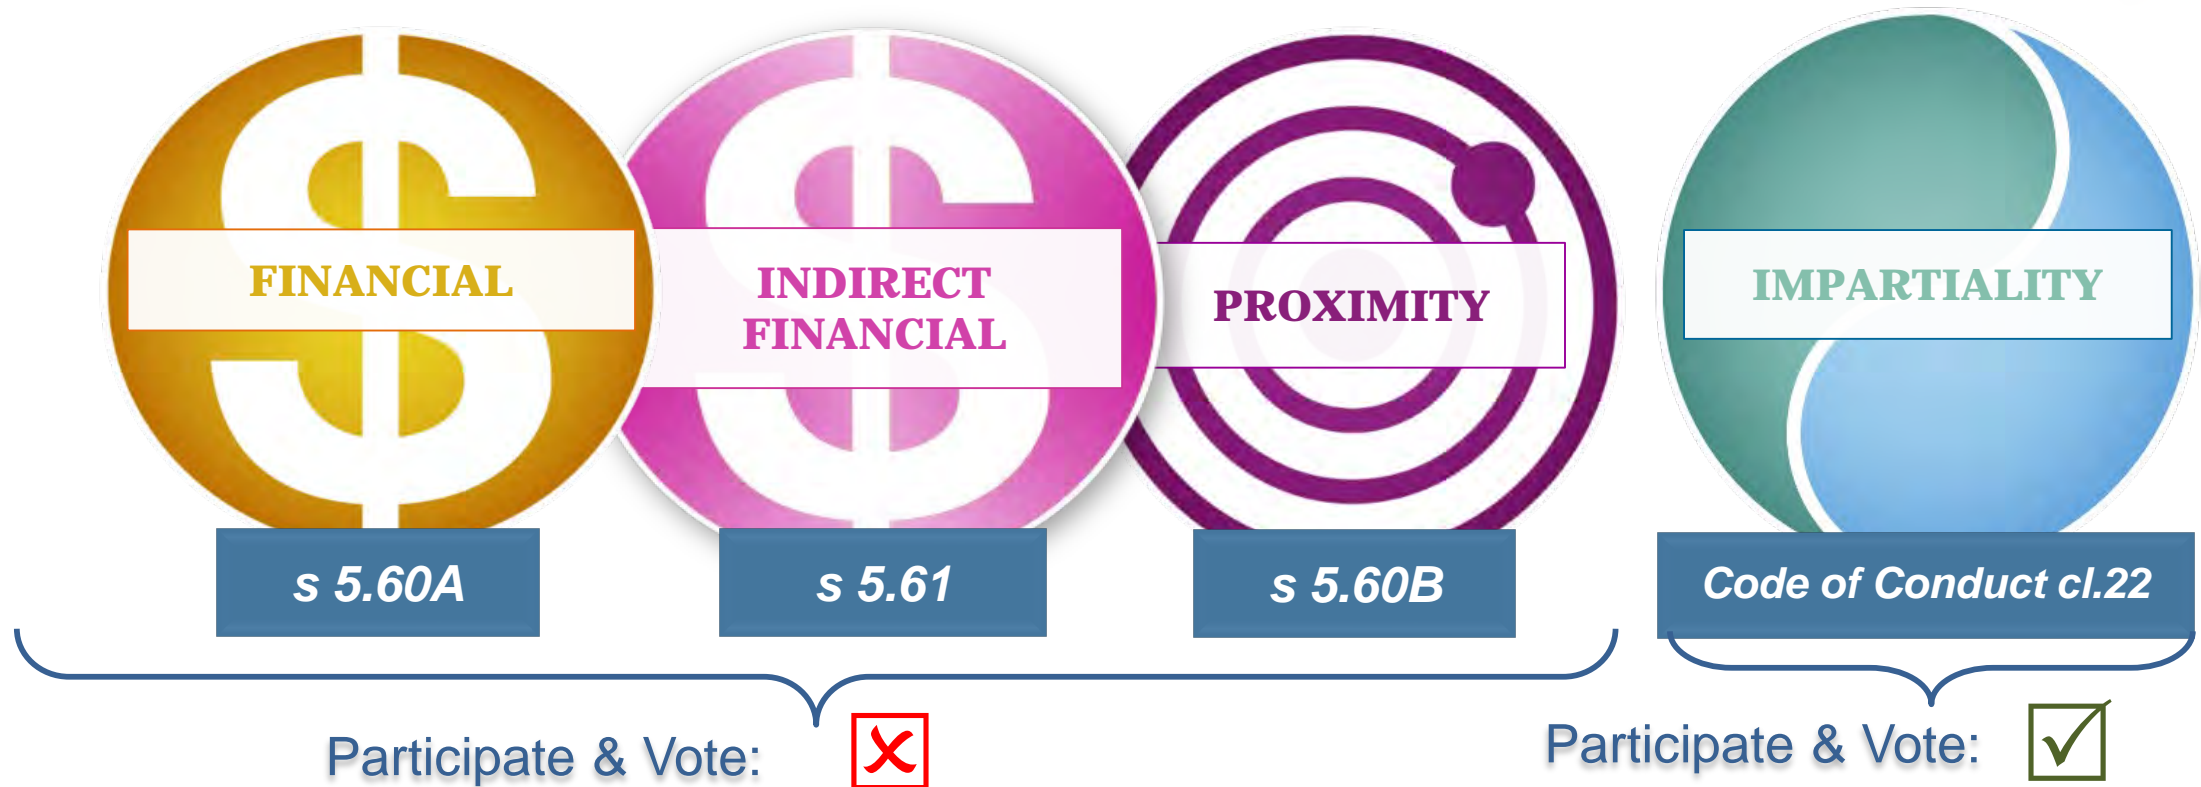 FINANCIAL
INDIRECT
FINANCIAL
PROXIMITY
IMPARTIALITY
s 5.60A
s 5.61
s 5.60B
Code of Conduct cl.22
Participate & Vote:
Participate & Vote: